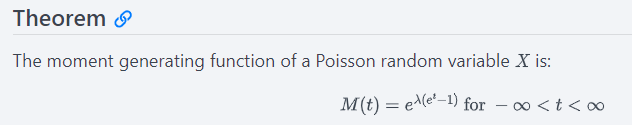 Theorem
The moment generating function of a Poisson random variable X is:
M(t) = e^{λ(e^t−1)} for − ∞ < t < ∞